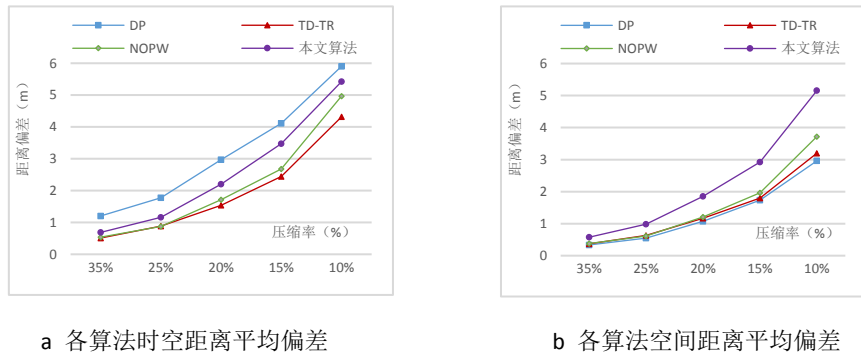 DP
TD-TR
NOPW
本文算法
6
5
4
3
2
1
0
距离偏差（m）
压缩率（%）
35%
25%
20%
15%
10%
a 各算法时空距离平均偏差
DP
TD-TR
NOPW
本文算法
6
5
4
3
2
1
0
距离偏差（m）
压缩率（%）
35%
25%
20%
15%
10%
b 各算法空间距离平均偏差